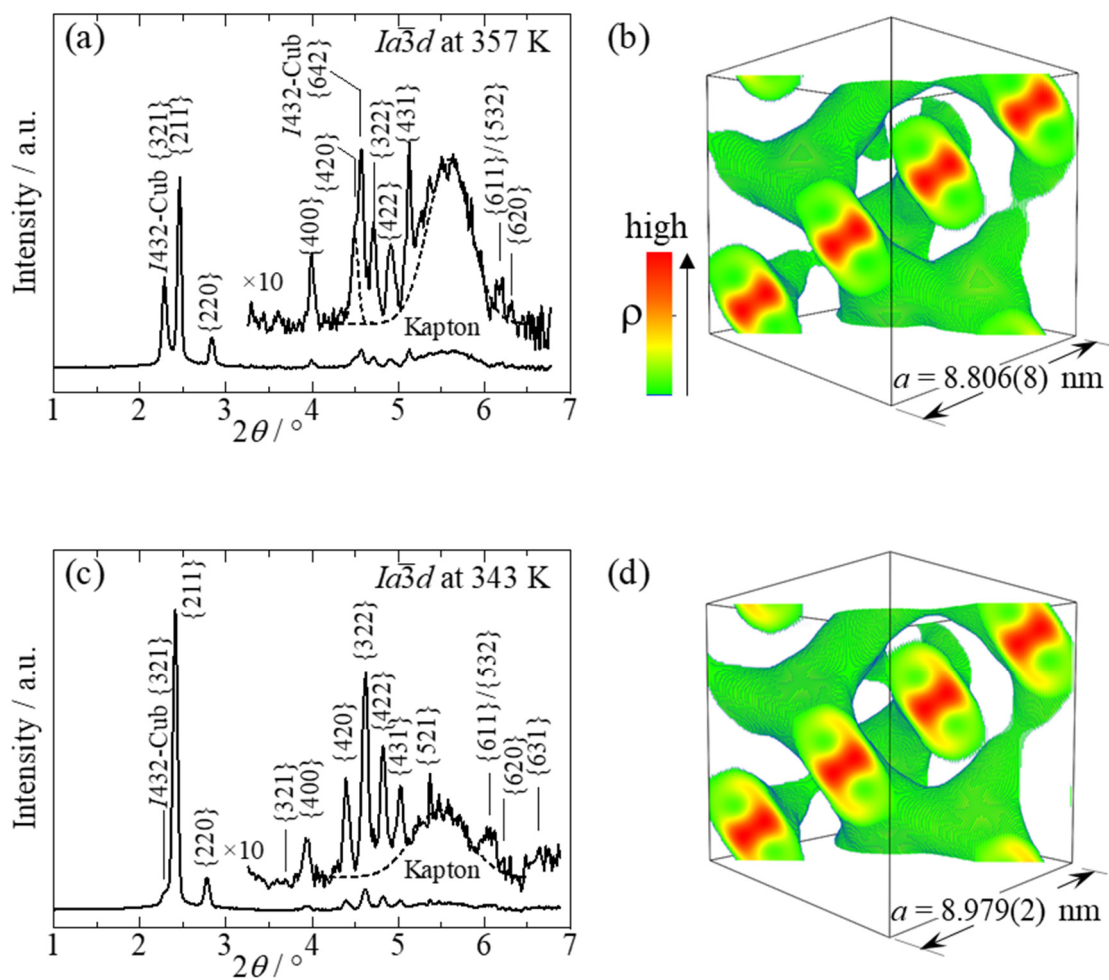 (a)
Ia3̅d at 357 K
Intensity / a.u.
I432-Cub {321}
{211}
{220}
×10
{400}
{420}
I432-Cub
{642}
{322}
{422}
{431}
Kapton
{611}/{532}
{620}
1 2 3 4 5 6 7
2θ / °
(b)
high
ρ
a = 8.806(8) nm
(c)
Ia3̅d at 343 K
Intensity / a.u.
I432-Cub {321}
{211}
{220}
×10
{321}
{400}
{420}
{322}
{422}
{431}
{521}
Kapton
{611}/{532}
{620}
{631}
1 2 3 4 5 6 7
2θ / °
(d)
a = 8.979(2) nm